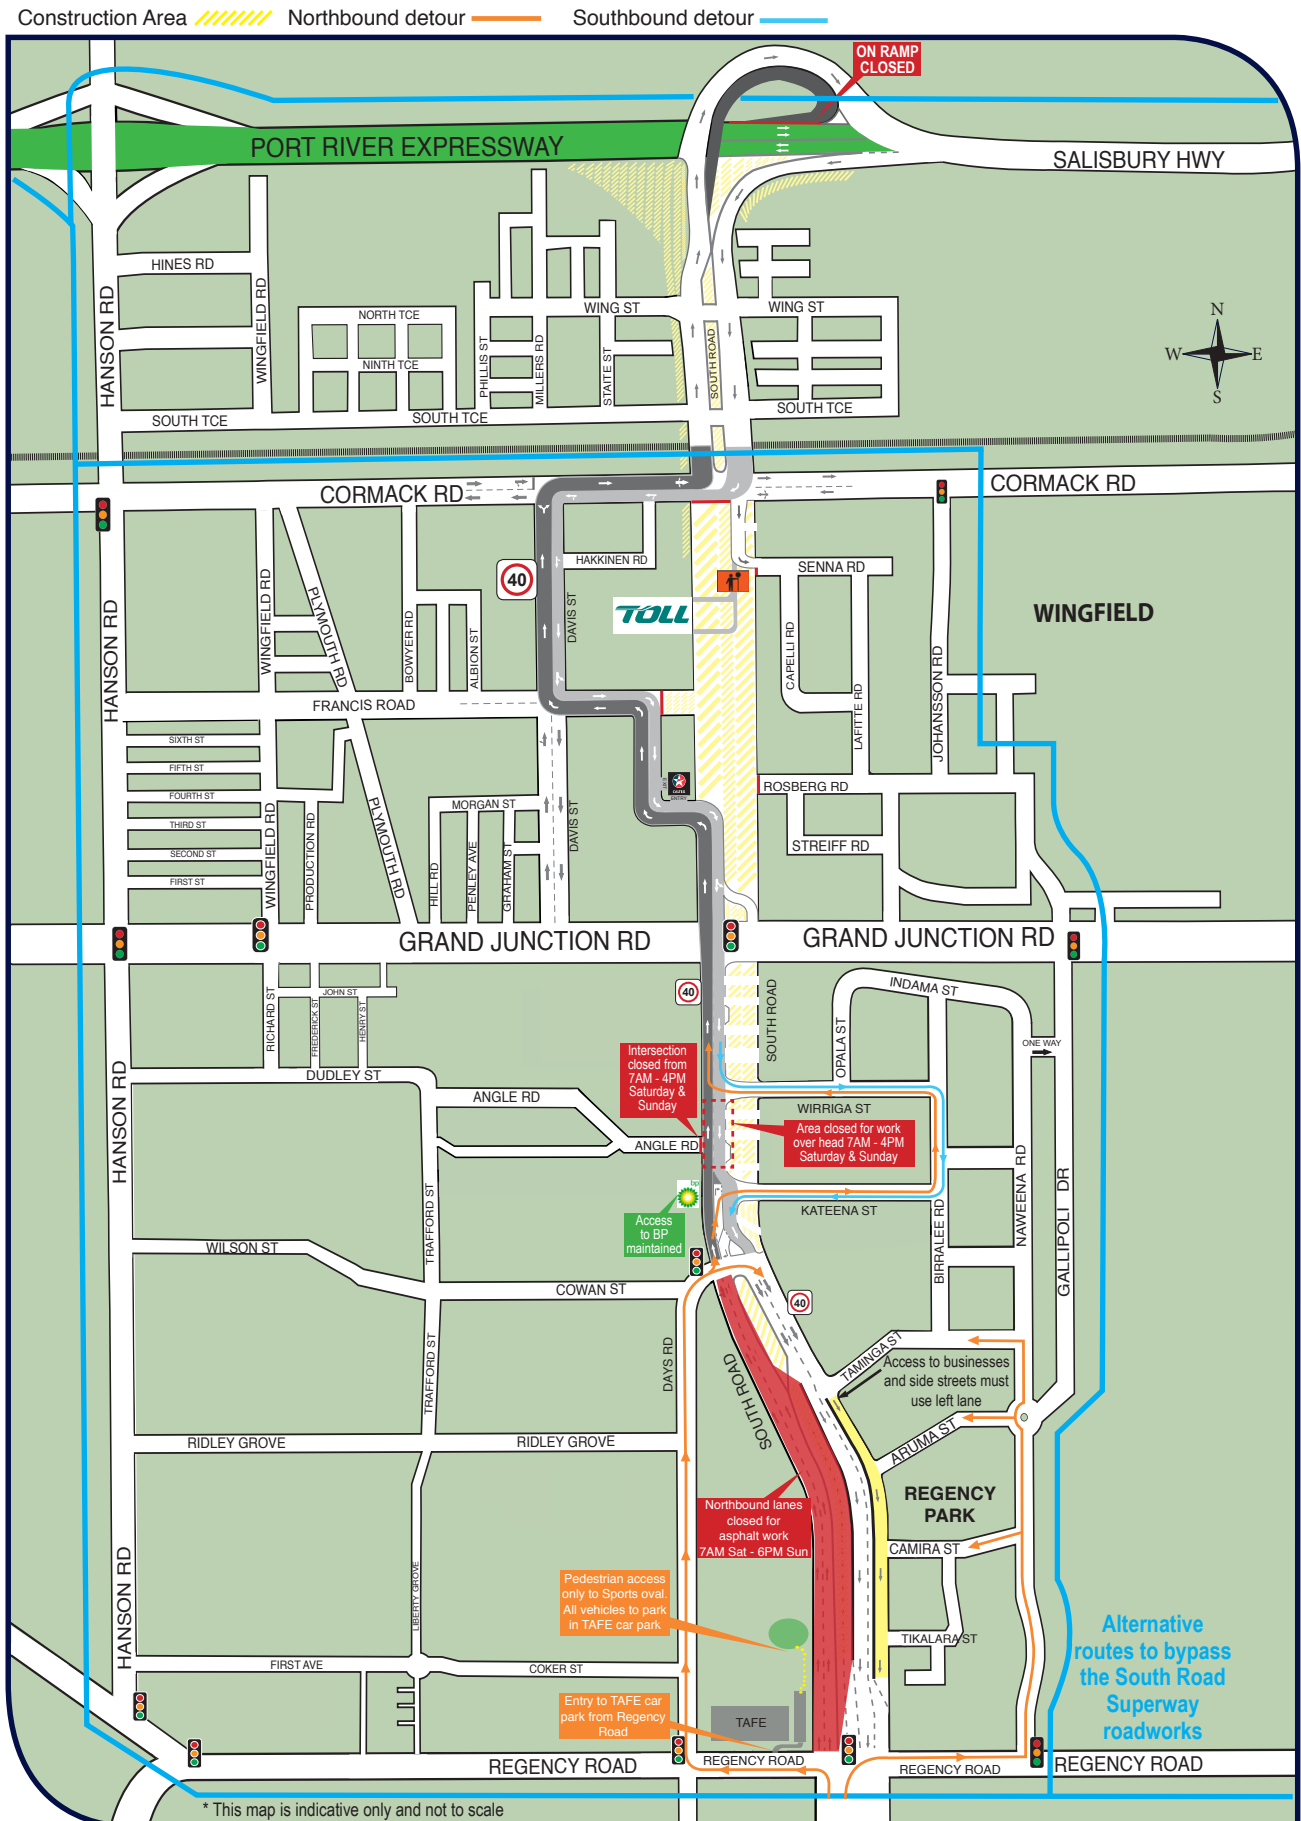 Construction Area
Northbound detour
Southbound detour
ON RAMP
CLOSED
PORT RIVER EXPRESSWAY
SALISBURY HWY
HINES RD
HANSON RD
WINGFIELD RD
NORTH TCE
NINTH TCE
PHILLIS ST
MILLERS RD
STAITE ST
WING ST
WING ST
SOUTH ROAD
SOUTH TCE
SOUTH TCE
SOUTH TCE
N
W
E
S
CORMACK RD
CORMACK RD
HAKKINEN RD
40
SENNA RD
TOLL
WINGFIELD
HANSON RD
WINGFIELD RD
PLYMOUTH RD
BOWYER RD
ALBION ST
DAVIS ST
CAPELLI RD
LAFITTE RD
JOHANSSON RD
FRANCIS ROAD
SIXTH ST
FIFTH ST
FOURTH ST
THIRD ST
SECOND ST
FIRST ST
WINGFIELD RD
PRODUCTION RD
PLYMOUTH RD
MORGAN ST
HILL RD
PENLEY AVE
GRAHAM ST
DAVIS ST
EXIT
ENTRY
ROSBERG RD
STREIFF RD
GRAND JUNCTION RD
GRAND JUNCTION RD
RICHARD ST
FREDERICK ST
JOHN ST
HENRY ST
40
SOUTH ROAD
INDAMA ST
OPALA ST
ONE WAY
DUDLEY ST
Intersection
closed from
7AM - 4PM
Saturday &
Sunday
ANGLE RD
ANGLE RD
WIRRIGA ST
Area closed for work
over head 7AM - 4PM
Saturday & Sunday
HANSON RD
TRAFFORD ST
bp
Access
to BP
maintained
KATEENA ST
BIRRALEE RD
NAWEENA RD
GALLIPOLI DR
WILSON ST
COWAN ST
40
TRAFFORD ST
DAYS RD
SOUTH ROAD
TAMINGA ST
Access to businesses
and side streets must
use left lane
ARUMA ST
RIDLEY GROVE
RIDLEY GROVE
REGENCY
PARK
Northbound lanes
closed for
asphalt work
7AM Sat - 6PM Sun
CAMIRA ST
HANSON RD
LIBERTY GROVE
Pedestrian access
only to Sports oval.
All vehicles to park
in TAFE car park
TIKALARA ST
Alternative
routes to bypass
the South Road
Superway
roadworks
FIRST AVE
COKER ST
Entry to TAFE car
park from Regency
Road
TAFE
REGENCY ROAD
REGENCY ROAD
REGENCY ROAD
REGENCY ROAD
* This map is indicative only and not to scale